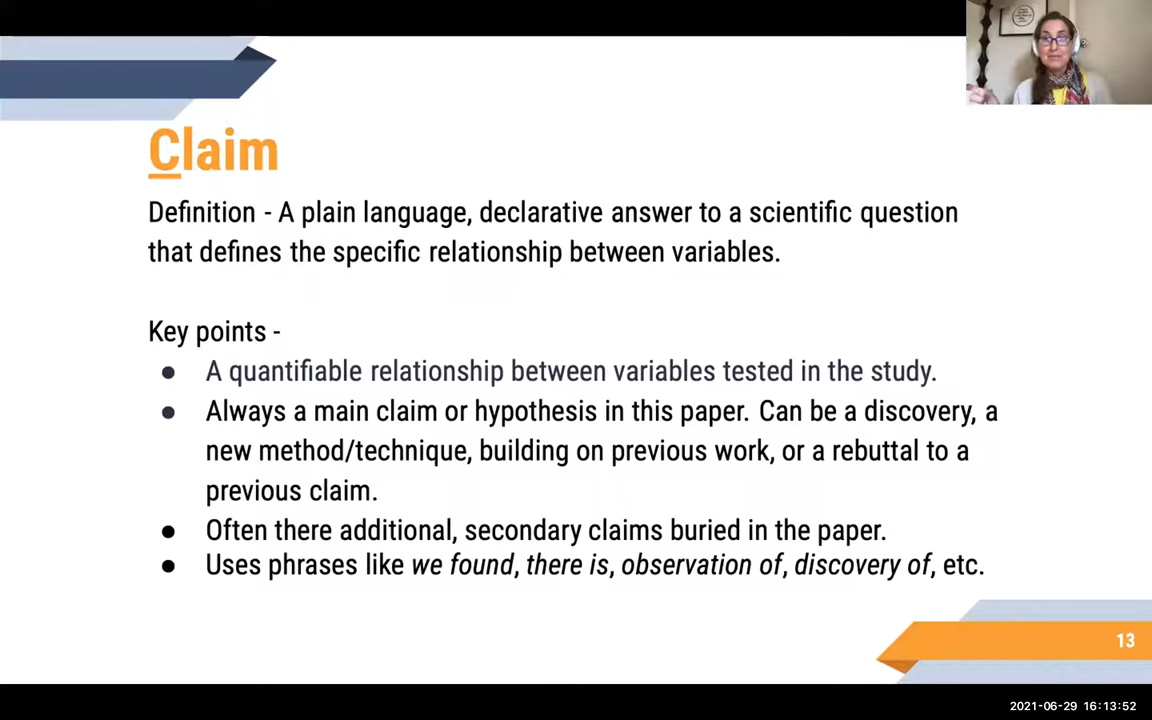 Claim
Definition - A plain language, declarative answer to a scientific question
that defines the specific relationship between variables.
Key points -
● A quantifiable relationship between variables tested in the study.
● Always a main claim or hypothesis in this paper. Can be a discovery, a
new method/technique, building on previous work, or a rebuttal to a
previous claim.
● Often there additional, secondary claims buried in the paper.
● Uses phrases like we found, there is, observation of, discovery of, etc.
13
2021-06-29 16:13:52